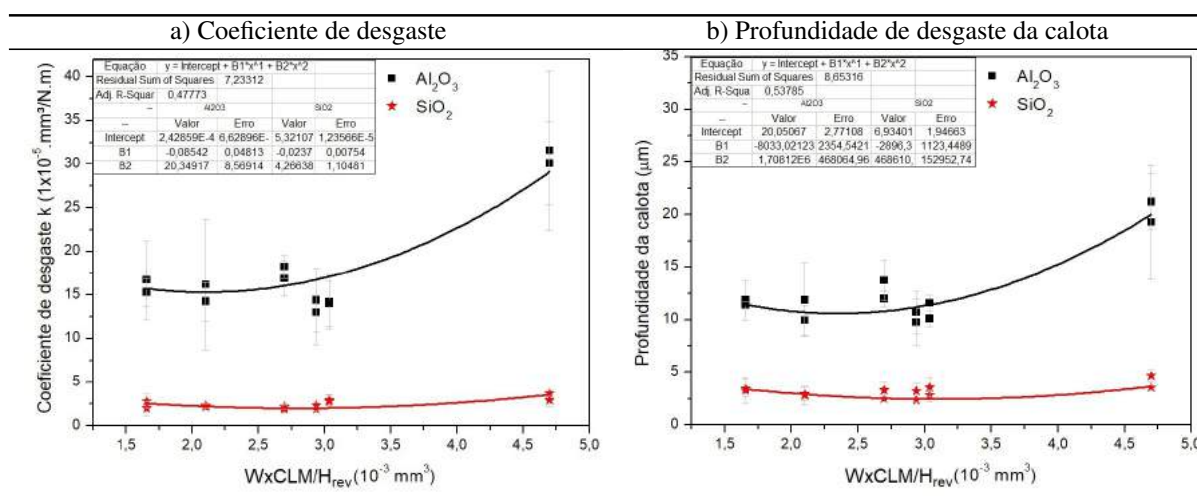 a) Coeficiente de desgaste
b) Profundidade de desgaste da calota
Equação y = Intercept + B1*x^1 + B2*x^2
Residual Sum of Squares 7,23312
Adj. R-Squar 0,47773
-- Al2O3 SiO2
-- Valor Erro Valor Erro
Intercept 2,42859E-4 6,62896E- 5,32107 1,23566E-5
B1 -0,08542 0,04813 -0,0237 0,00754
B2 20,34917 8,56914 4,26638 1,10481
Al₂O₃
SiO₂
Coeficiente de desgaste k (1x10⁻⁵.mm³/N.m)
40
35
30
25
20
15
10
5
0
1,5 2,0 2,5 3,0 3,5 4,0 4,5 5,0
WxCLM/Hrev(10⁻³ mm³)
Equação y = Intercept + B1*x^1 + B2*x^2
Residual Sum of Squares 8,65316
Adj. R-Squa 0,53785
-- Al2O3 SiO2
-- Valor Erro Valor Erro
Intercept 20,05067 2,77108 6,93401 1,94663
B1 -8033,02123 2354,5421 -2896,3 1123,4489
B2 1,70812E6 468064,96 468610, 152952,74
Al₂O₃
SiO₂
Profundidade da calota (μm)
35
30
25
20
15
10
5
0
1,5 2,0 2,5 3,0 3,5 4,0 4,5 5,0
WxCLM/Hrev(10⁻³ mm³)